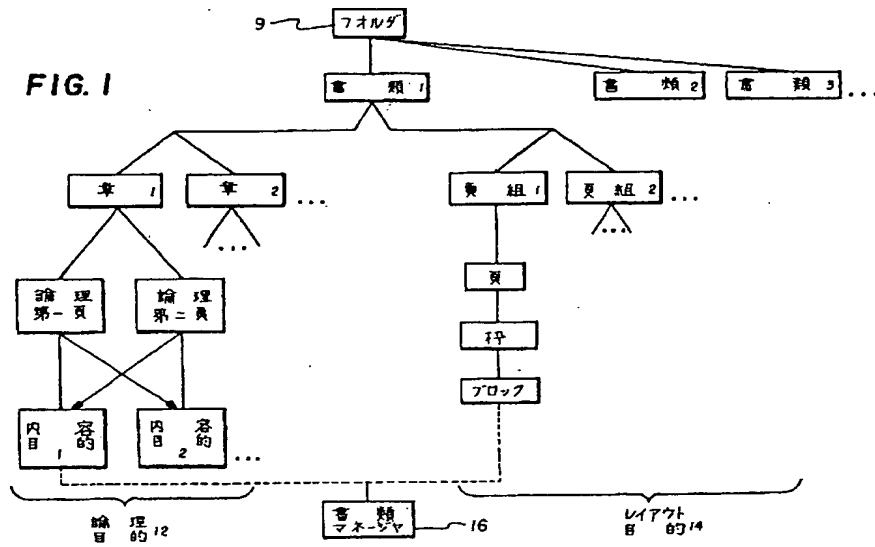 9
フォルダ
FIG. 1
書類 1
書類 2
書類 3
...
章 1
章 2
...
頁組 1
頁組 2
...
...
...
論理
第一頁
論理
第二頁
頁
枠
ブロック
内容
目的
1
内容
目的
2
...
論理
目的 12
書類
マネージャ
16
レイアウト
目的 14